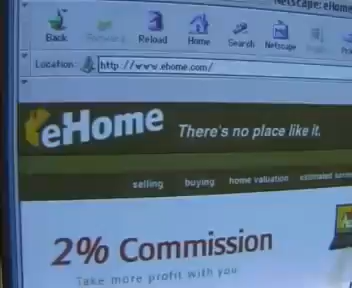 Netscape: eHome
Back Reload Home Search Netscape
Location: http://www.ehome.com/
eHome There's no place like it.
selling buying home valuation estimated
2% Commission
Take more profit with you